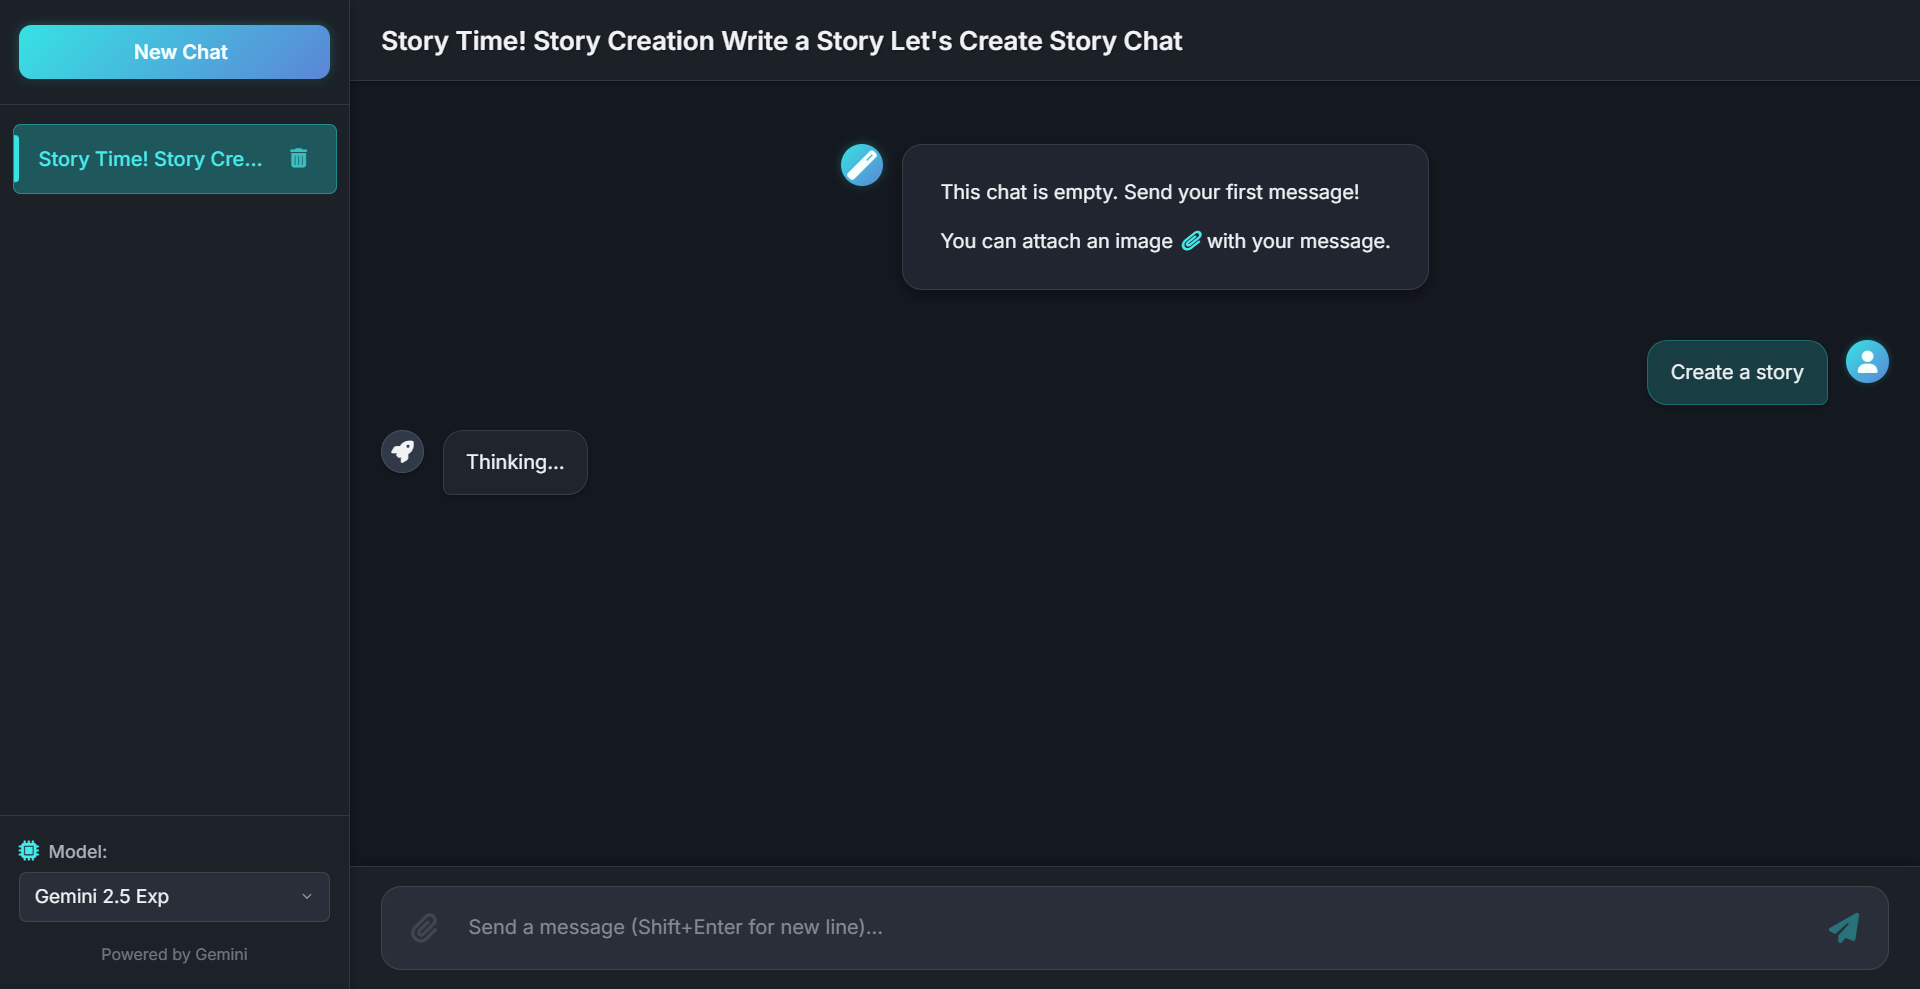 New Chat
Story Time! Story Cre...
Model:
Gemini 2.5 Exp
Powered by Gemini
Story Time! Story Creation Write a Story Let's Create Story Chat
This chat is empty. Send your first message!
You can attach an image with your message.
Create a story
Thinking...
Send a message (Shift+Enter for new line)...